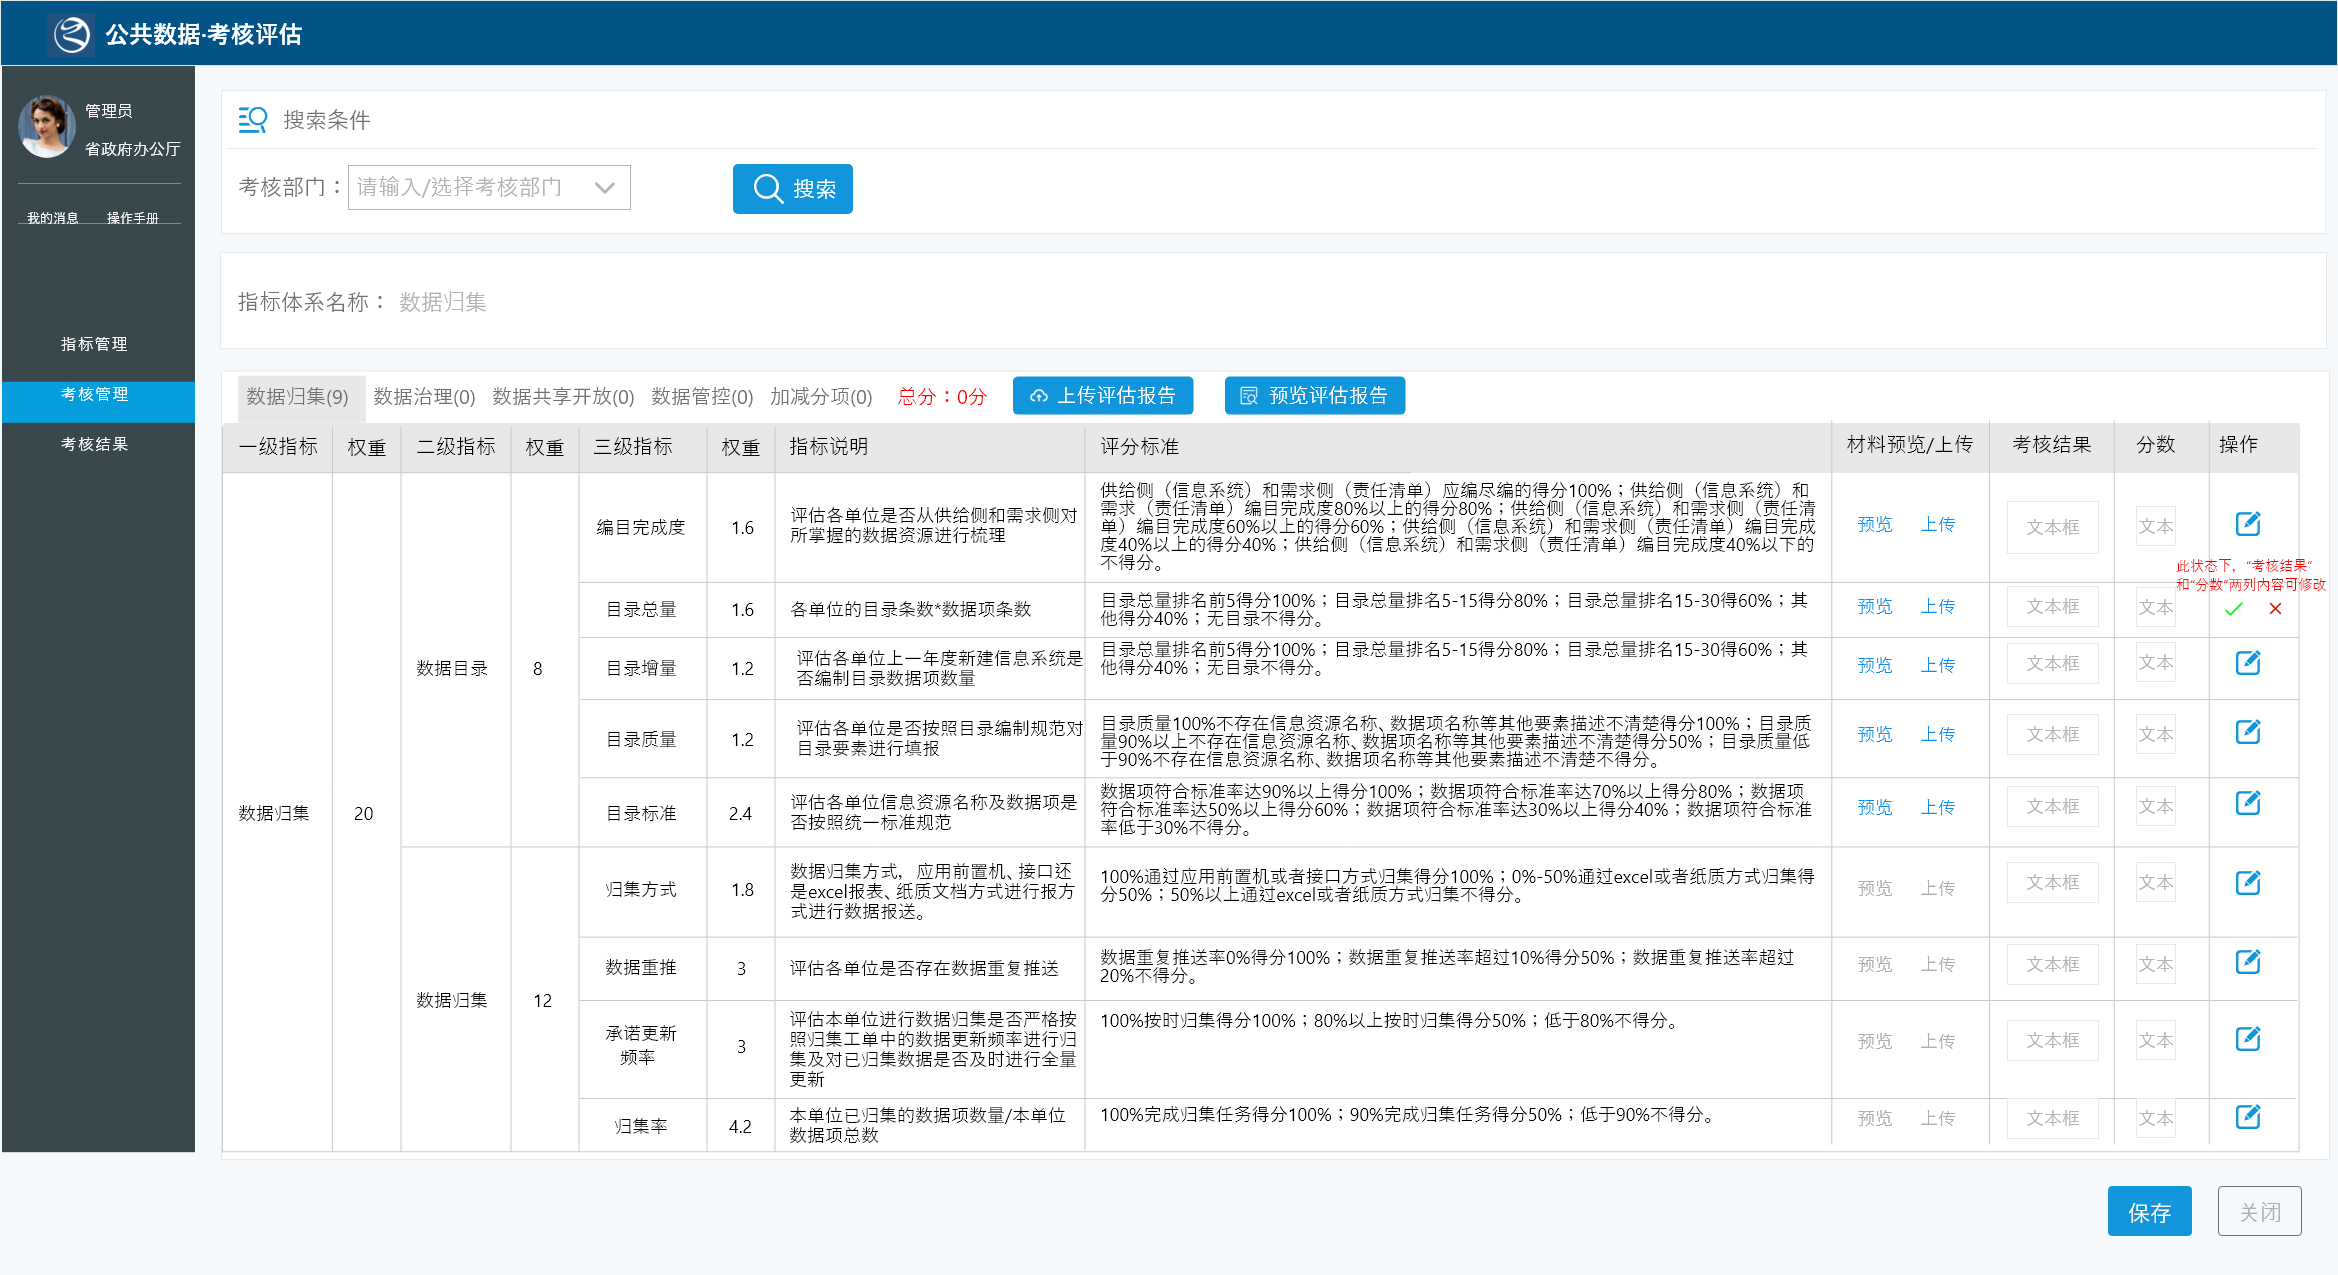 公共数据·考核评估
管理员
省政府办公厅
我的消息 操作手册
指标管理
考核管理
考核结果
搜索条件
考核部门： 请输入/选择考核部门 搜索
指标体系名称： 数据归集
数据归集(9) 数据治理(0) 数据共享开放(0) 数据管控(0) 加减分项(0) 总分：0分 上传评估报告 预览评估报告
一级指标 权重 二级指标 权重 三级指标 权重 指标说明 评分标准 材料预览/上传 考核结果 分数 操作
数据归集
20
数据目录
8
编目完成度
1.6
评估各单位是否从供给侧和需求侧对
所掌握的数据资源进行梳理
供给侧（信息系统）和需求侧（责任清单）应编尽编的得分100%；供给侧（信息系统）和
需求（责任清单）编目完成度80%以上的得分80%；供给侧（信息系统）和需求侧（责任清
单）编目完成度60%以上的得分60%；供给侧（信息系统）和需求侧（责任清单）编目完成
度40%以上的得分40%；供给侧（信息系统）和需求侧（责任清单）编目完成度40%以下的
不得分。
预览 上传 文本框 文本
此状态下，“考核结果”
和“分数”两列内容可修改
目录总量
1.6
各单位的目录条数*数据项条数
目录总量排名前5得分100%；目录总量排名5-15得分80%；目录总量排名15-30得60%；其
他得分40%；无目录不得分。
预览 上传 文本框 文本
目录增量
1.2
评估各单位上一年度新建信息系统是
否编制目录数据项数量
目录总量排名前5得分100%；目录总量排名5-15得分80%；目录总量排名15-30得60%；其
他得分40%；无目录不得分。
预览 上传 文本框 文本
目录质量
1.2
评估各单位是否按照目录编制规范对
目录要素进行填报
目录质量100%不存在信息资源名称、数据项名称等其他要素描述不清楚得分100%；目录质
量90%以上不存在信息资源名称、数据项名称等其他要素描述不清楚得分50%；目录质量低
于90%不存在信息资源名称、数据项名称等其他要素描述不清楚不得分。
预览 上传 文本框 文本
目录标准
2.4
评估各单位信息资源名称及数据项是
否按照统一标准规范
数据项符合标准率达90%以上得分100%；数据项符合标准率达70%以上得分80%；数据项
符合标准率达50%以上得分60%；数据项符合标准率达30%以上得分40%；数据项符合标准
率低于30%不得分。
预览 上传 文本框 文本
数据归集
12
归集方式
1.8
数据归集方式，应用前置机、接口还
是excel报表、纸质文档方式进行报方
式进行数据报送。
100%通过应用前置机或者接口方式归集得分100%；0%-50%通过excel或者纸质方式归集得
分50%；50%以上通过excel或者纸质方式归集不得分。
预览 上传 文本框 文本
数据重推
3
评估各单位是否存在数据重复推送
数据重复推送率0%得分100%；数据重复推送率超过10%得分50%；数据重复推送率超过
20%不得分。
预览 上传 文本框 文本
承诺更新
频率
3
评估本单位进行数据归集是否严格按
照归集工单中的数据更新频率进行归
集及对已归集数据是否及时进行全量
更新
100%按时归集得分100%；80%以上按时归集得分50%；低于80%不得分。
预览 上传 文本框 文本
归集率
4.2
本单位已归集的数据项数量/本单位
数据项总数
100%完成归集任务得分100%；90%完成归集任务得分50%；低于90%不得分。
预览 上传 文本框 文本
保存 关闭